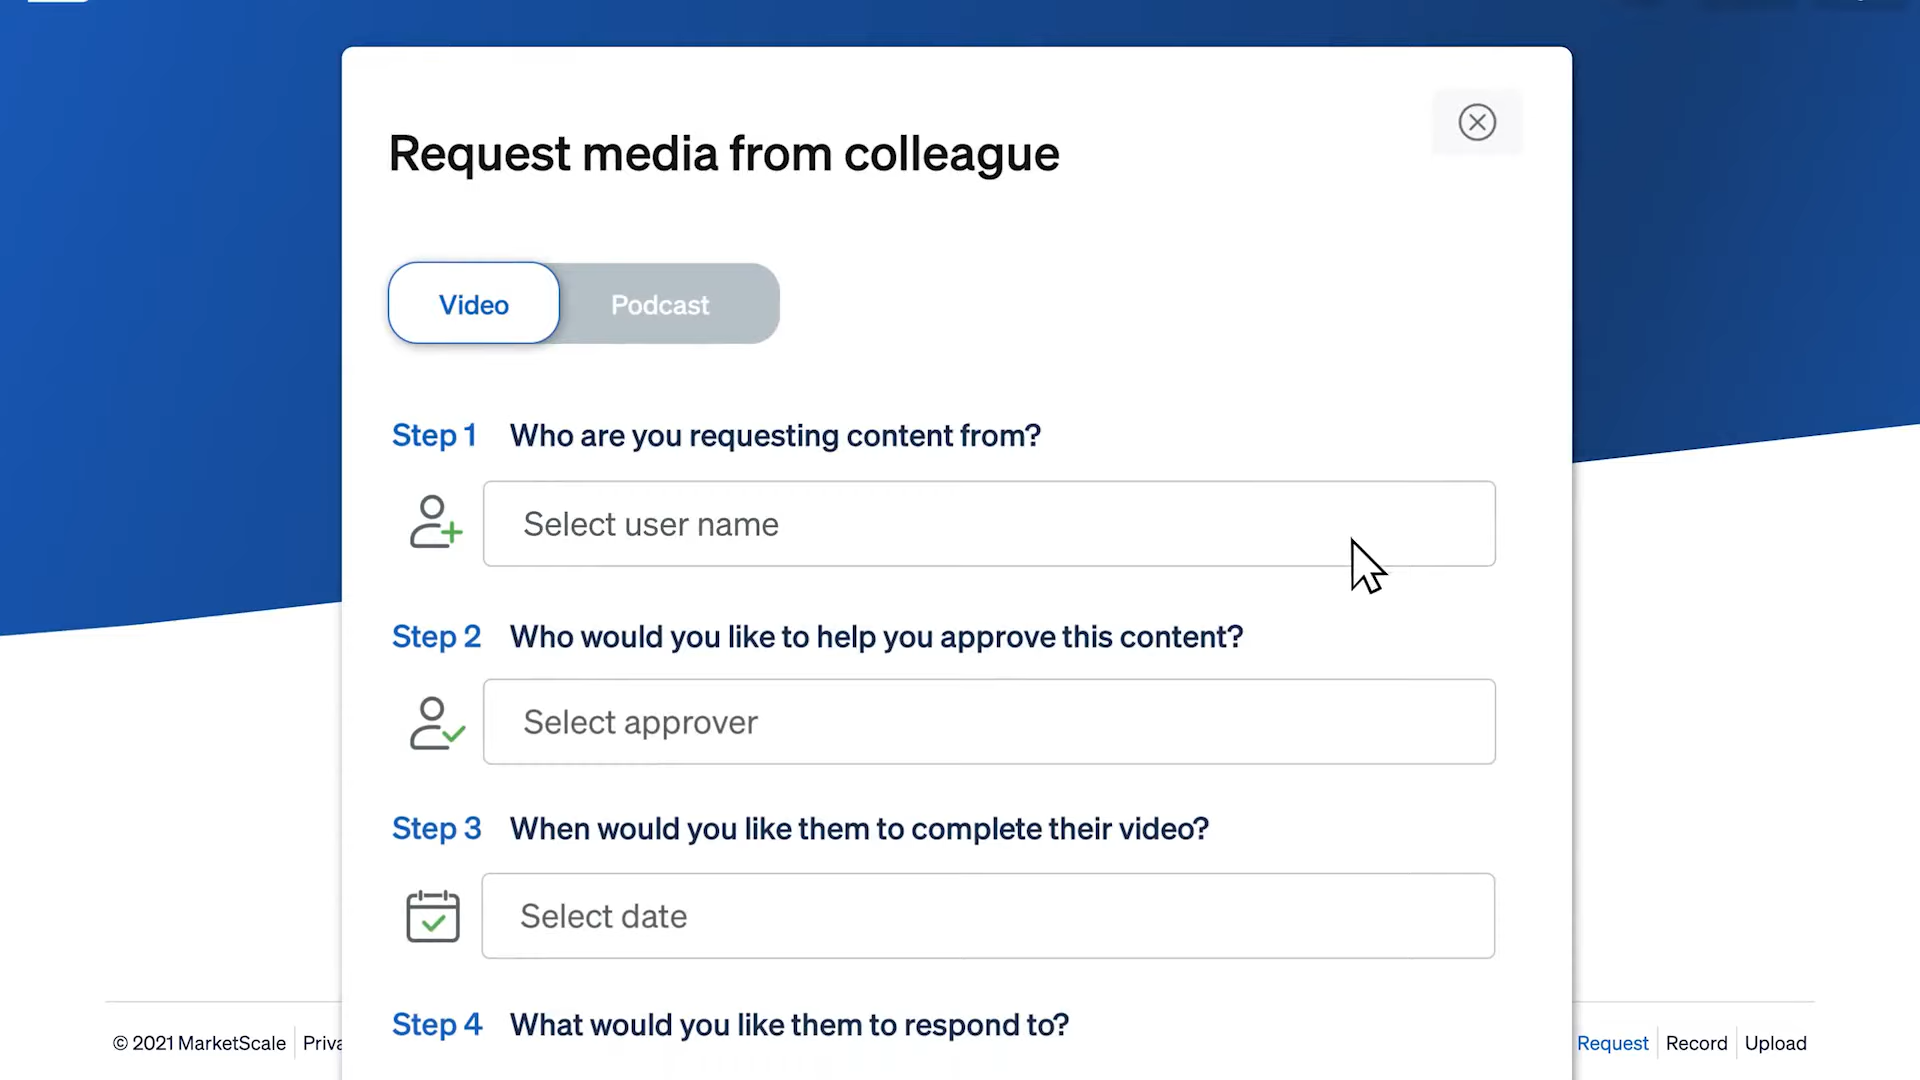 Request media from colleague
Video
Podcast
Step 1 Who are you requesting content from?
Select user name
Step 2 Who would you like to help you approve this content?
Select approver
Step 3 When would you like them to complete their video?
Select date
Step 4 What would you like them to respond to?
© 2021 MarketScale
Priva
Request
Record
Upload